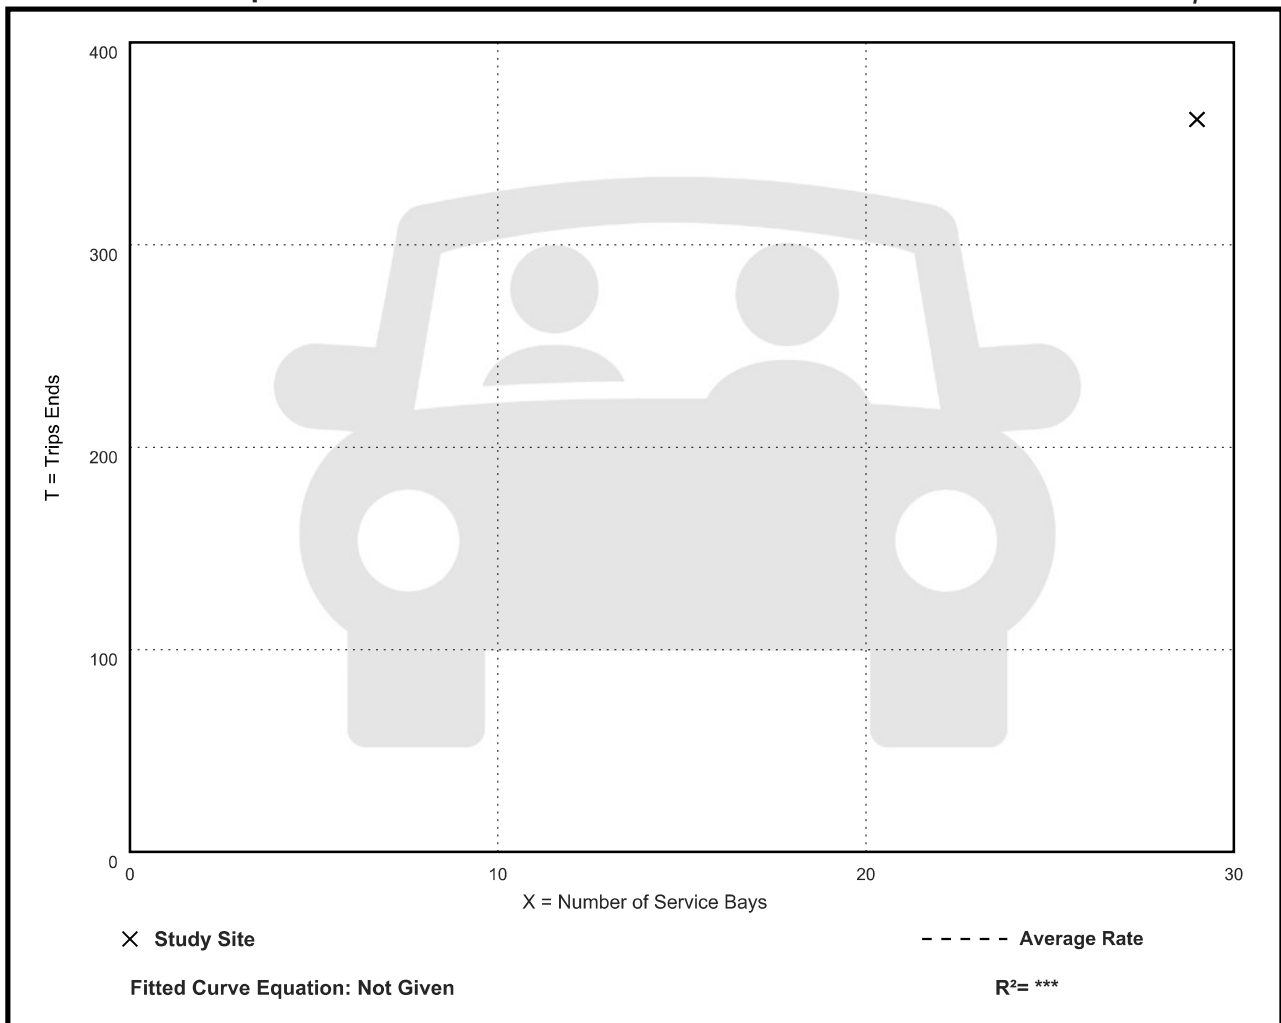 400
300
200
100
0
T = Trips Ends
0 10 20 30
X = Number of Service Bays
Study Site
Average Rate
Fitted Curve Equation: Not Given
R²= ***